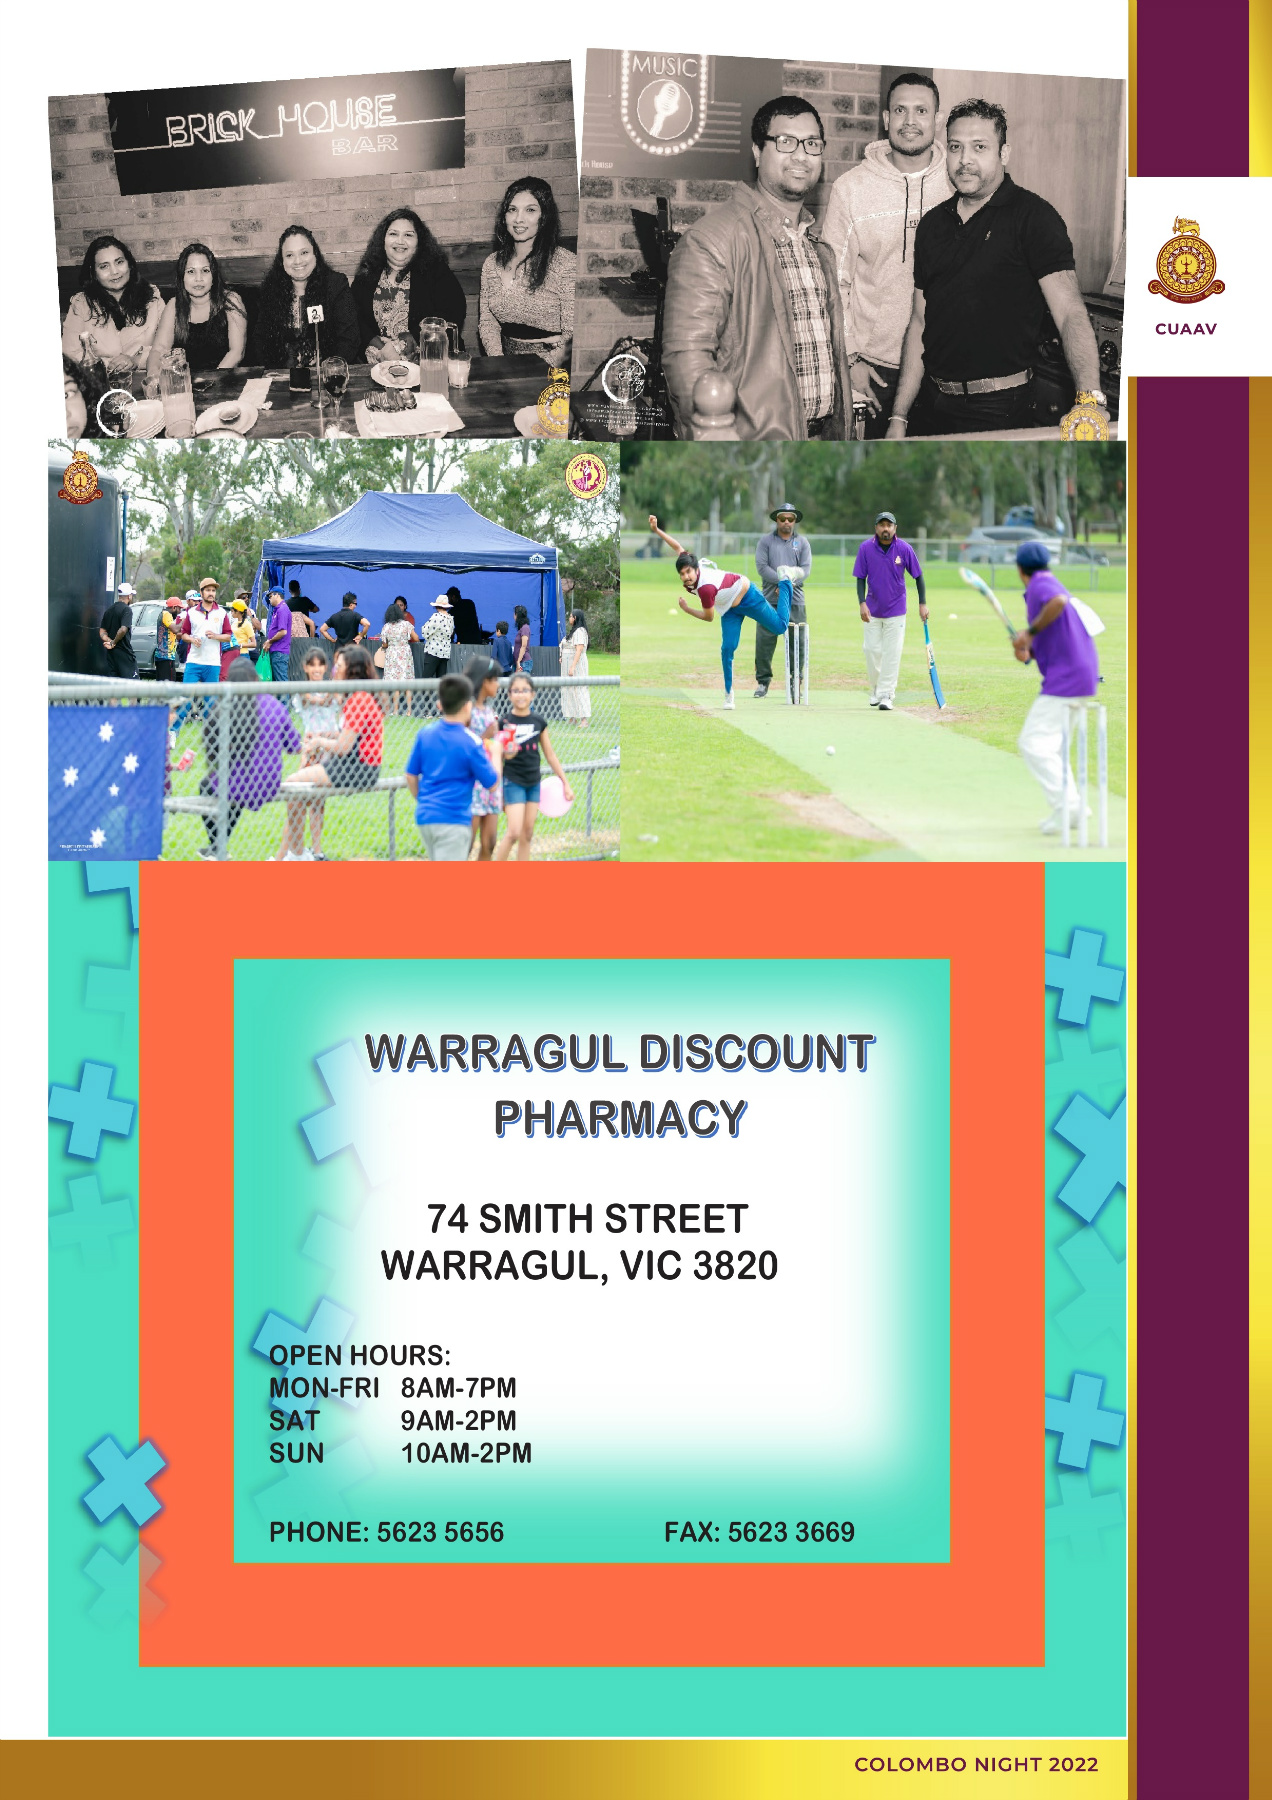 BRICK HOUSE
BAR
MUSIC
2
CUAAV
WARRAGUL DISCOUNT
PHARMACY
74 SMITH STREET
WARRAGUL, VIC 3820
OPEN HOURS:
MON-FRI 8AM-7PM
SAT 9AM-2PM
SUN 10AM-2PM
PHONE: 5623 5656 FAX: 5623 3669
COLOMBO NIGHT 2022